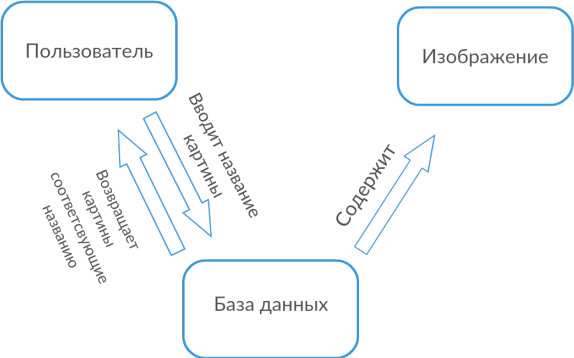 Пользователь
Изображение
Вводит название
картины
Возвращает
картины
соответсвующие
названию
Содержит
База данных